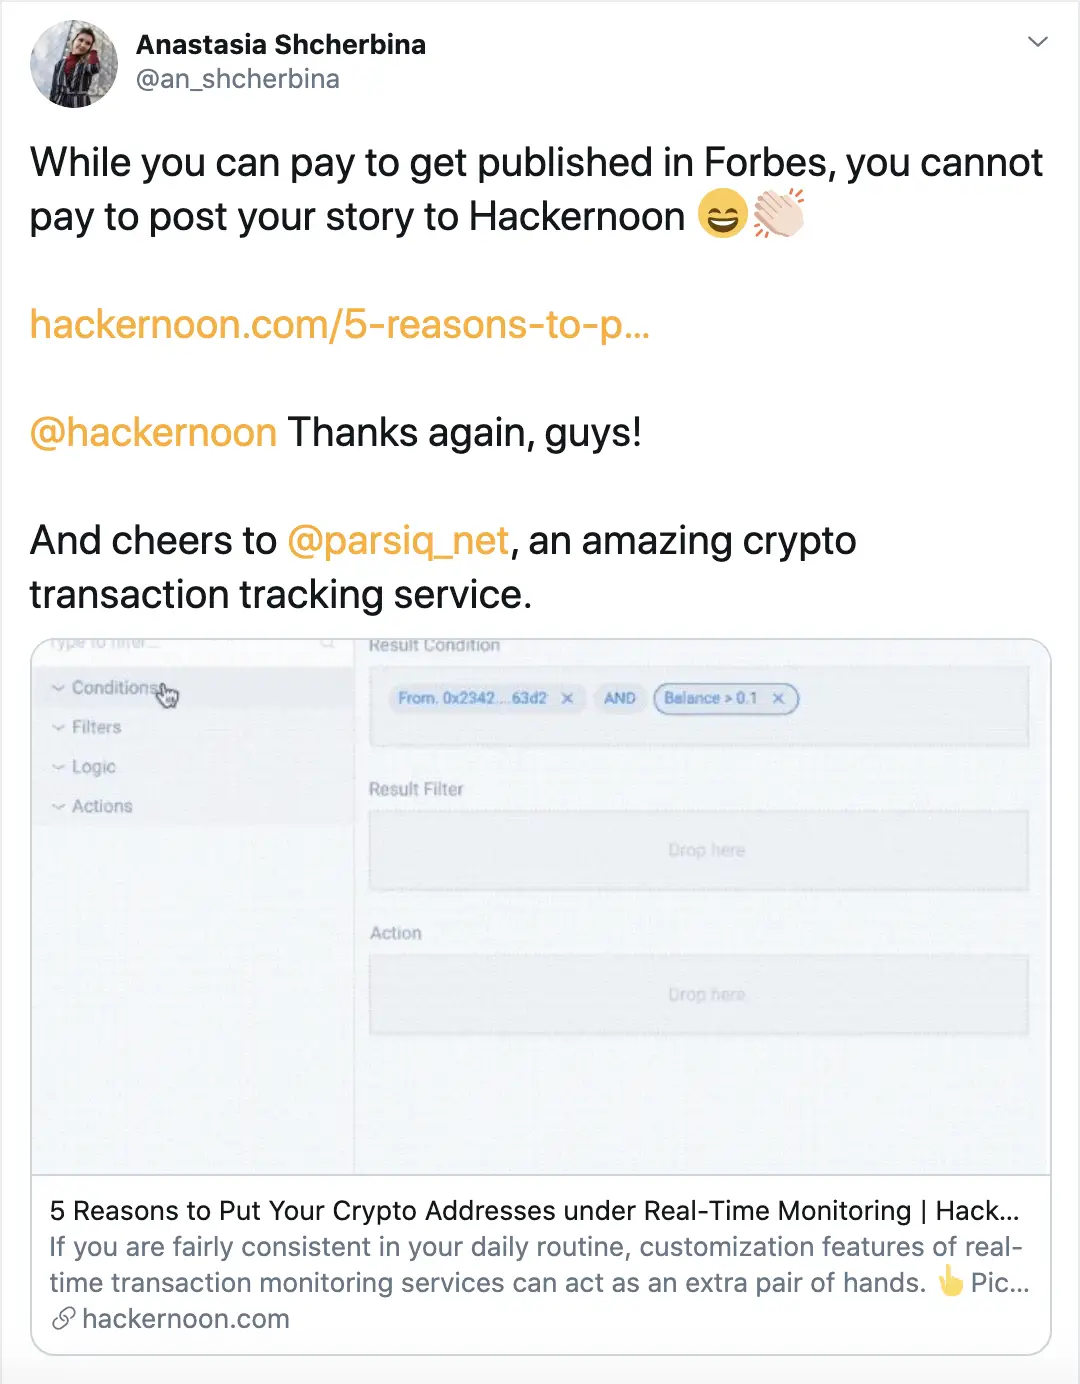 Anastasia Shcherbina
@an_shcherbina
While you can pay to get published in Forbes, you cannot
pay to post your story to Hackernoon 😄👏🏻
hackernoon.com/5-reasons-to-p...
@hackernoon Thanks again, guys!
And cheers to @parsiq_net, an amazing crypto
transaction tracking service.
Type to filter...
Conditions
Filters
Logic
Actions
Result Condition
From. 0x2342....63d2 × AND Balance > 0.1 ×
Result Filter
Drop here
Action
Drop here
5 Reasons to Put Your Crypto Addresses under Real-Time Monitoring | Hack...
If you are fairly consistent in your daily routine, customization features of real-
time transaction monitoring services can act as an extra pair of hands. 👆 Pic...
hackernoon.com